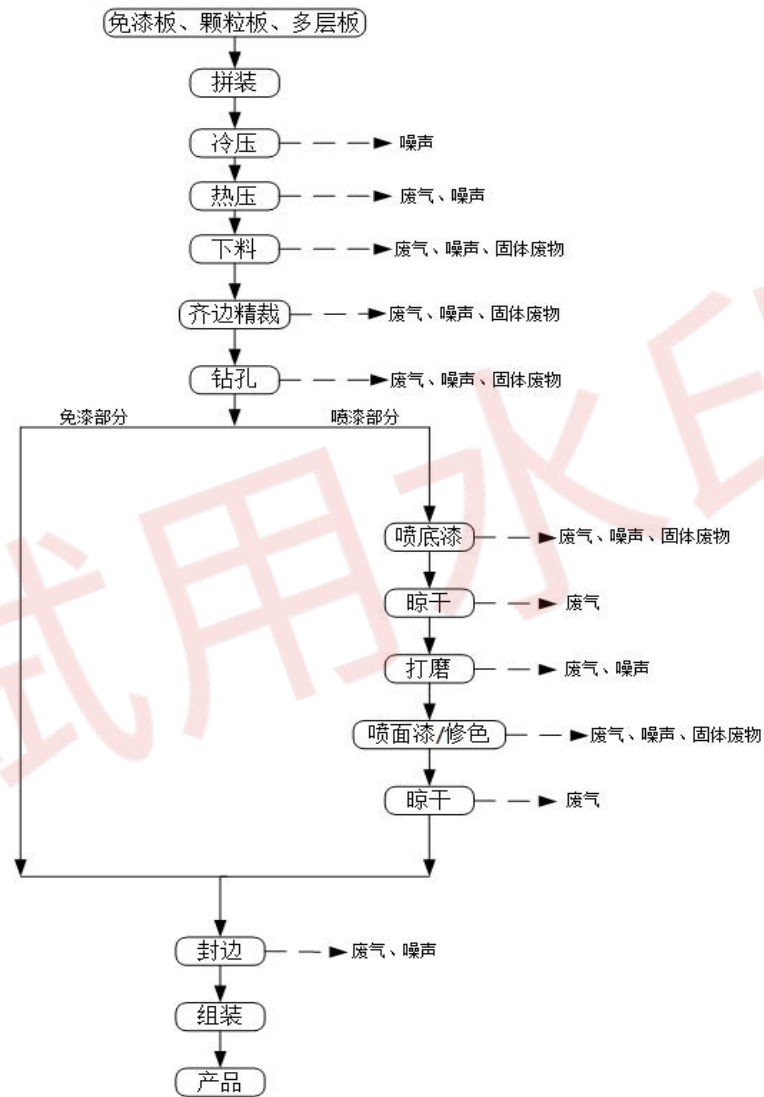 免漆板、颗粒板、多层板
拼装
冷压 噪声
热压 废气、噪声
下料 废气、噪声、固体废物
齐边精裁 废气、噪声、固体废物
钻孔 废气、噪声、固体废物
免漆部分 喷漆部分
喷底漆 废气、噪声、固体废物
晾干 废气
打磨 废气、噪声
喷面漆/修色 废气、噪声、固体废物
晾干 废气
封边 废气、噪声
组装
产品
试用水印